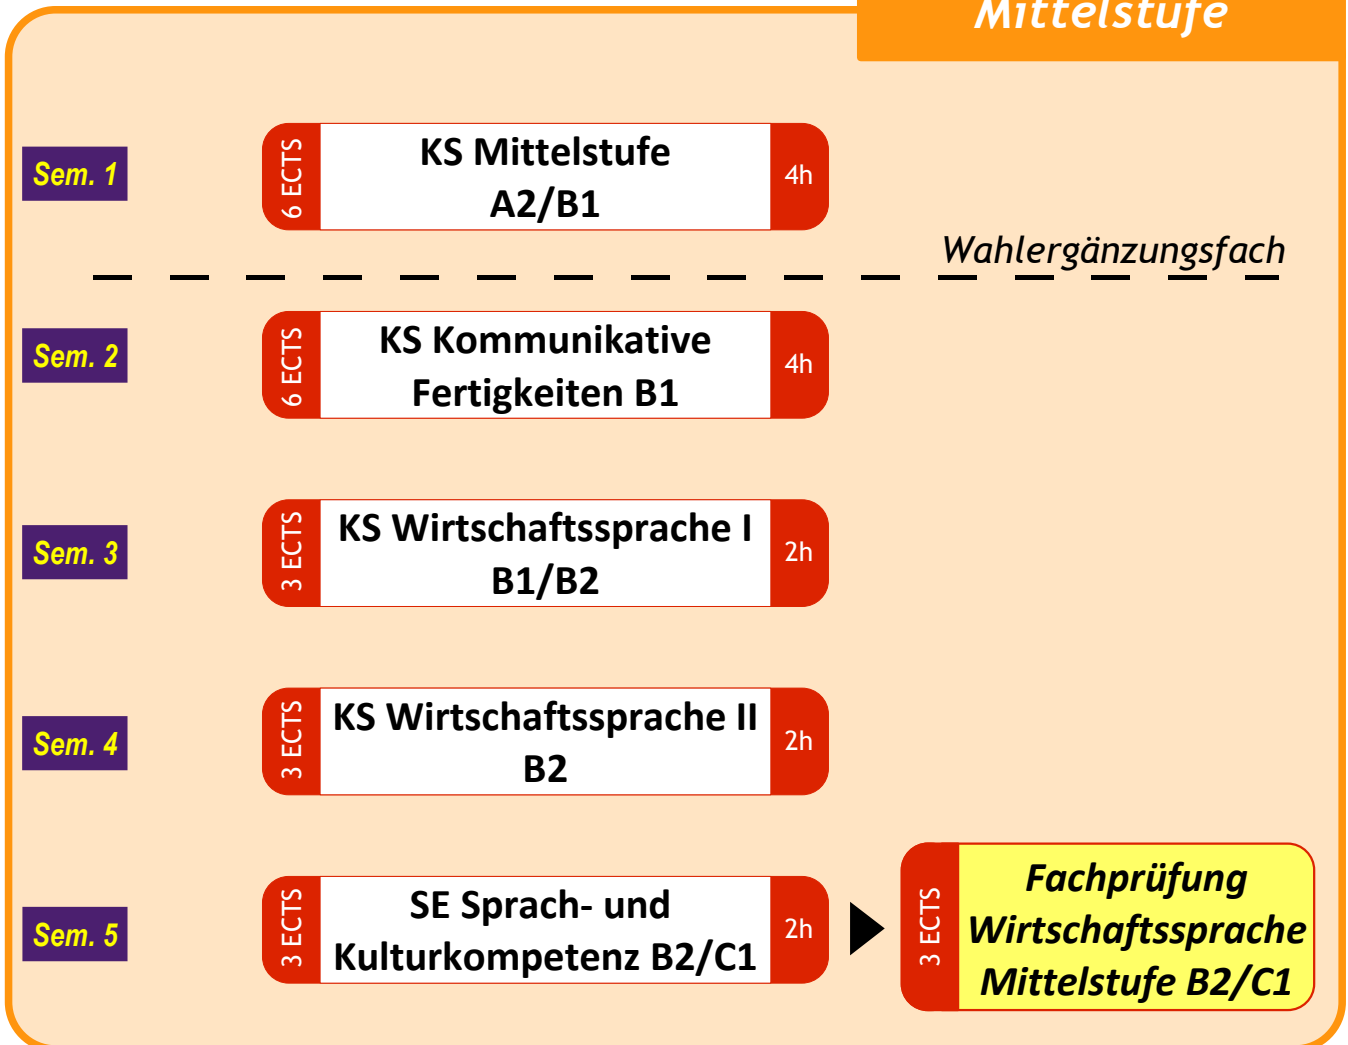 Mittelstufe
Sem. 1
6 ECTS
KS Mittelstufe
A2/B1
4h
Wahlergänzungsfach
Sem. 2
6 ECTS
KS Kommunikative
Fertigkeiten B1
4h
Sem. 3
3 ECTS
KS Wirtschaftssprache I
B1/B2
2h
Sem. 4
3 ECTS
KS Wirtschaftssprache II
B2
2h
Sem. 5
3 ECTS
SE Sprach- und
Kulturkompetenz B2/C1
2h
3 ECTS
Fachprüfung
Wirtschaftssprache
Mittelstufe B2/C1